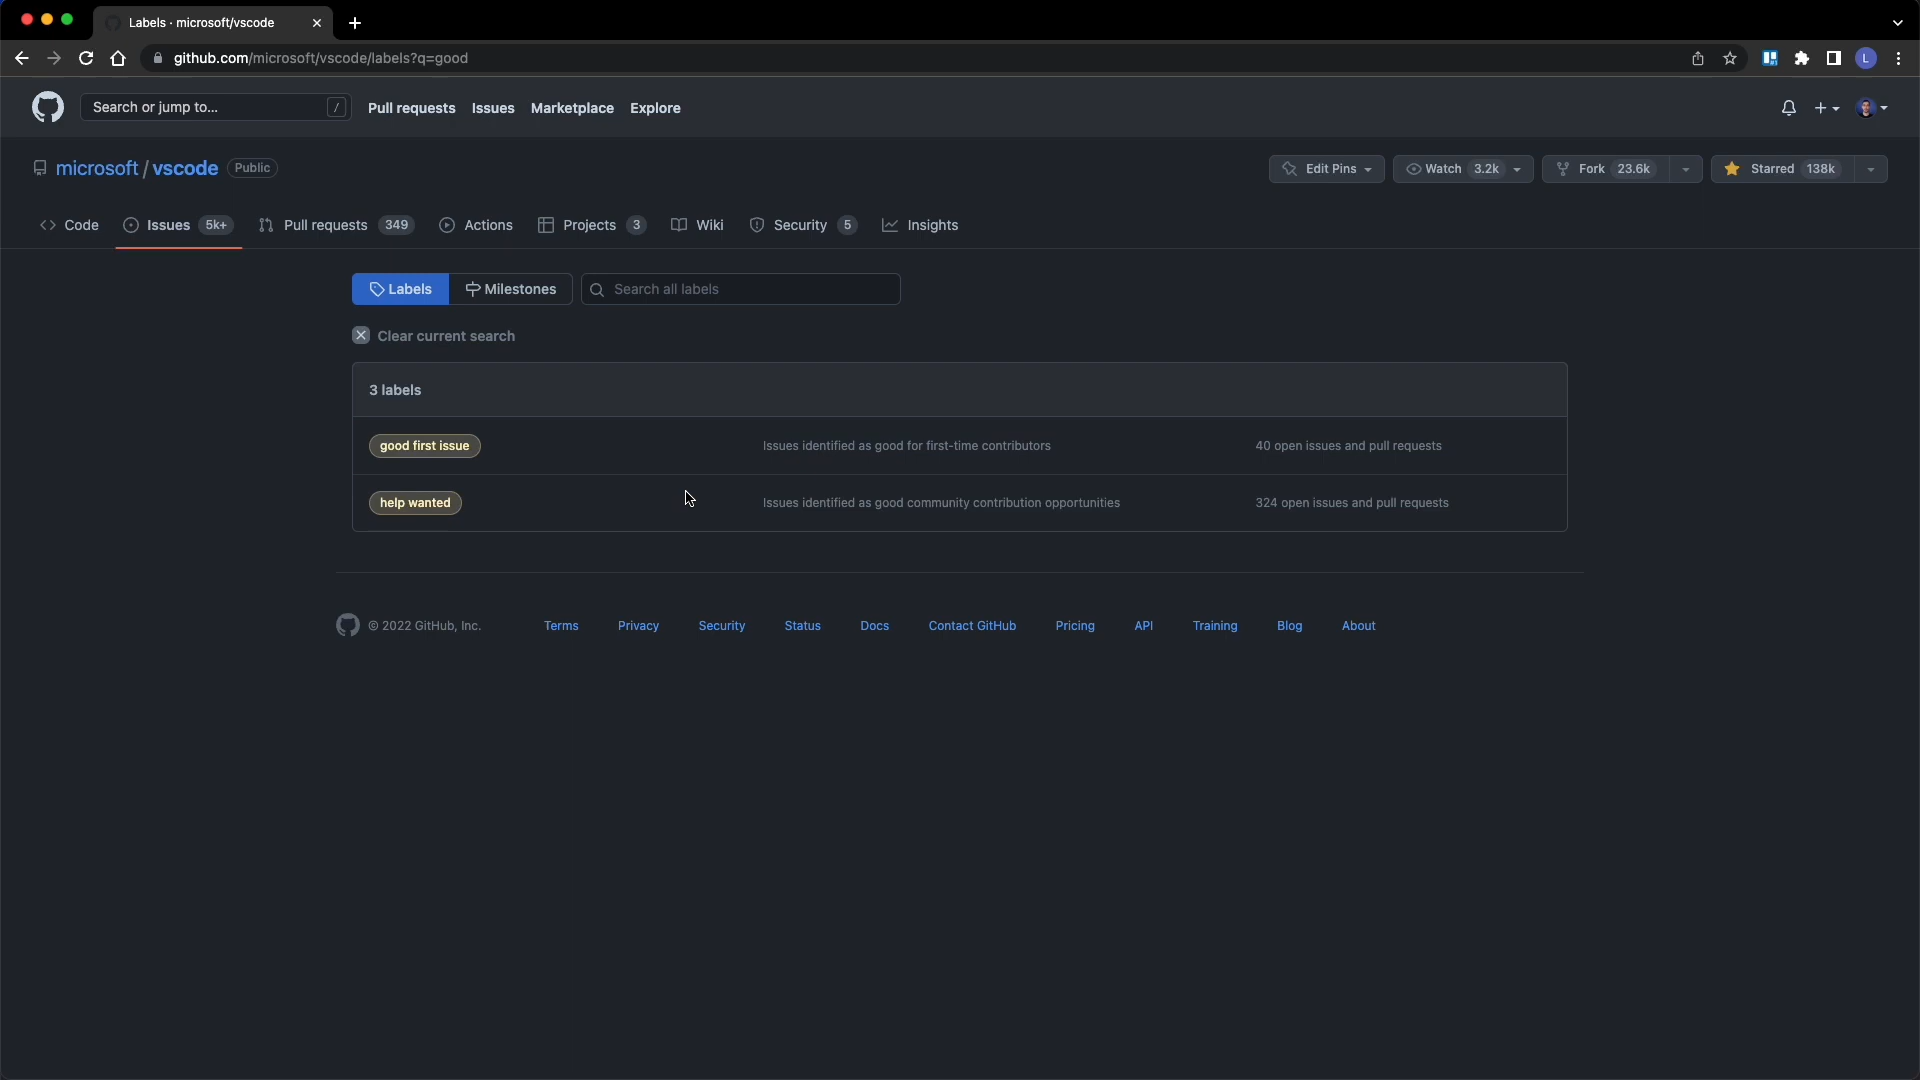 Labels · microsoft/vscode
github.com/microsoft/vscode/labels?q=good
L
Search or jump to... /
Pull requests Issues Marketplace Explore
microsoft / vscode Public
Edit Pins Watch 3.2k Fork 23.6k Starred 138k
Code Issues 5k+ Pull requests 349 Actions Projects 3 Wiki Security 5 Insights
Labels Milestones Search all labels
Clear current search
3 labels
good first issue Issues identified as good for first-time contributors 40 open issues and pull requests
help wanted Issues identified as good community contribution opportunities 324 open issues and pull requests
© 2022 GitHub, Inc. Terms Privacy Security Status Docs Contact GitHub Pricing API Training Blog About